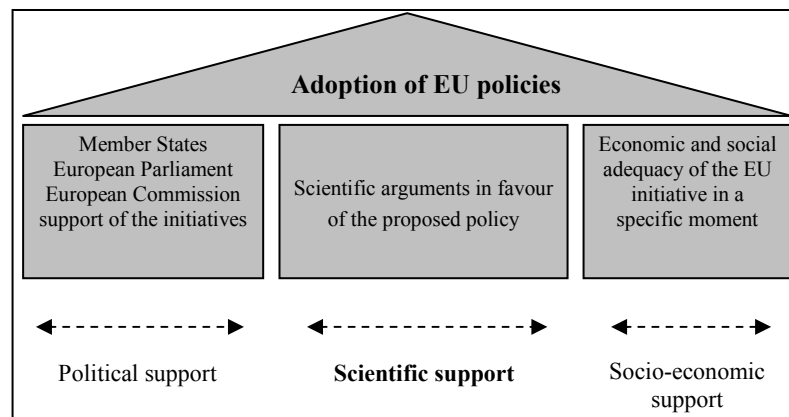 Adoption of EU policies
Member States
European Parliament
European Commission
support of the initiatives
Scientific arguments in favour
of the proposed policy
Economic and social
adequacy of the EU
initiative in a
specific moment
Political support
Scientific support
Socio-economic
support